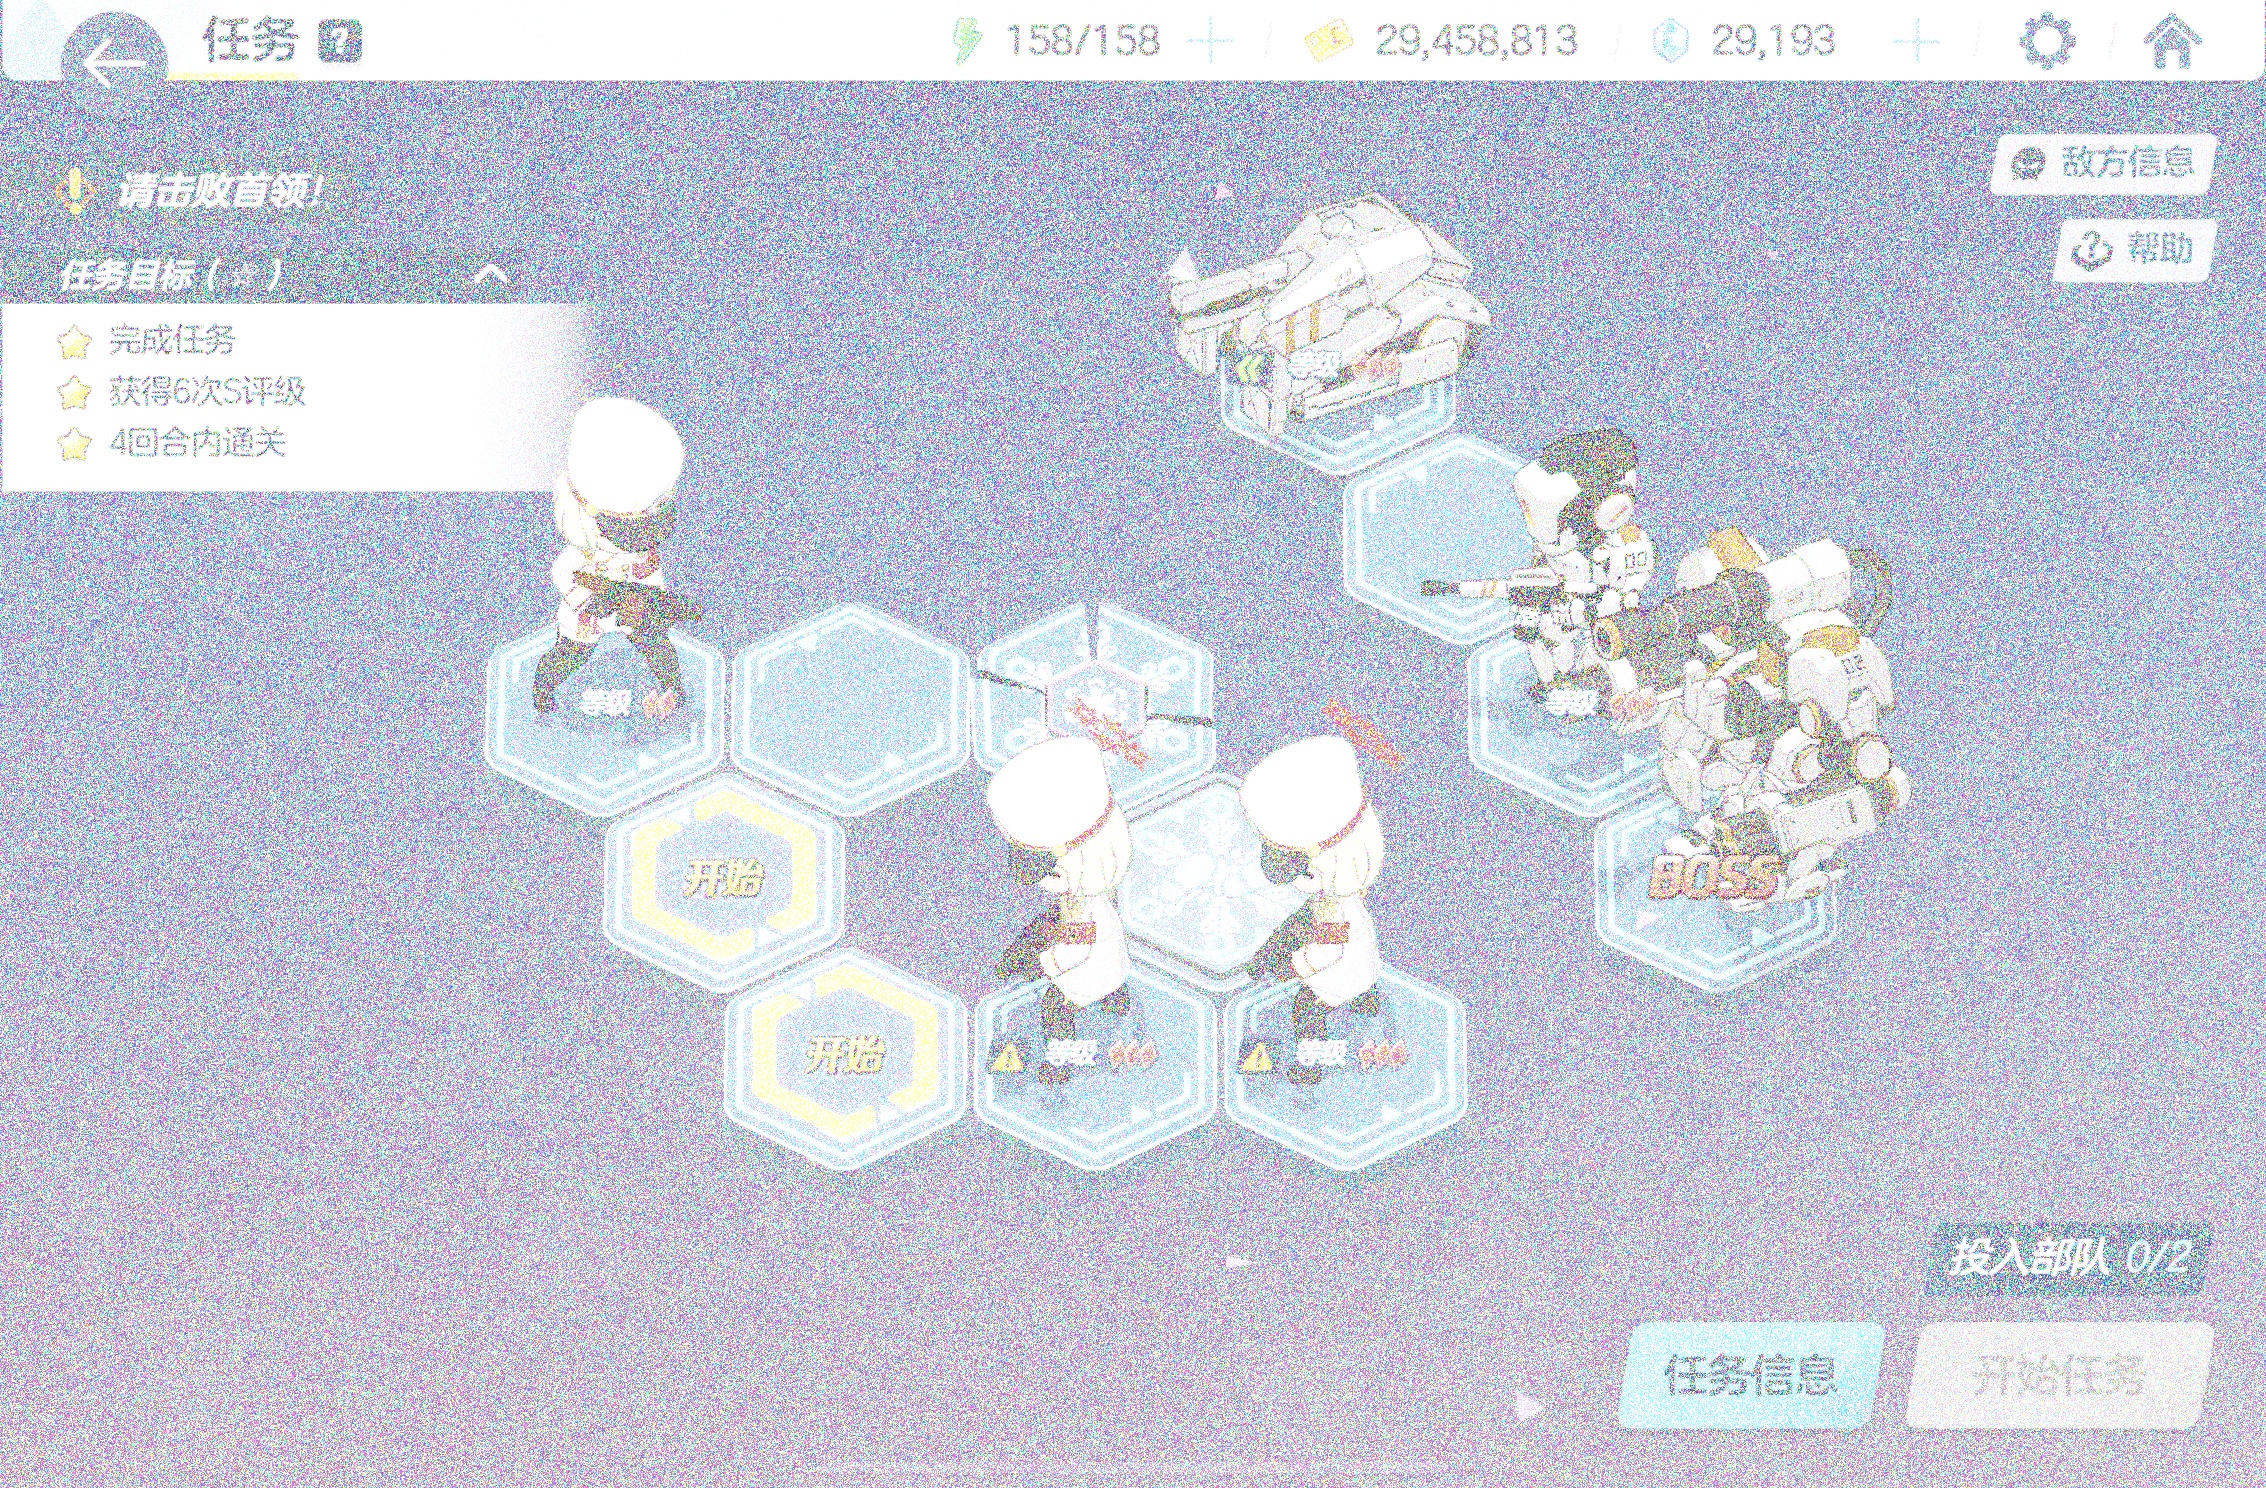 任务 ?
158/158
29,458,813
29,193
敌方信息
帮助
请击败首领!
任务目标(☆)
完成任务
获得6次S评级
4回合内通关
等级
等级
等级
开始
BOSS
开始
等级
等级
投入部队 0/2
任务信息
开始任务